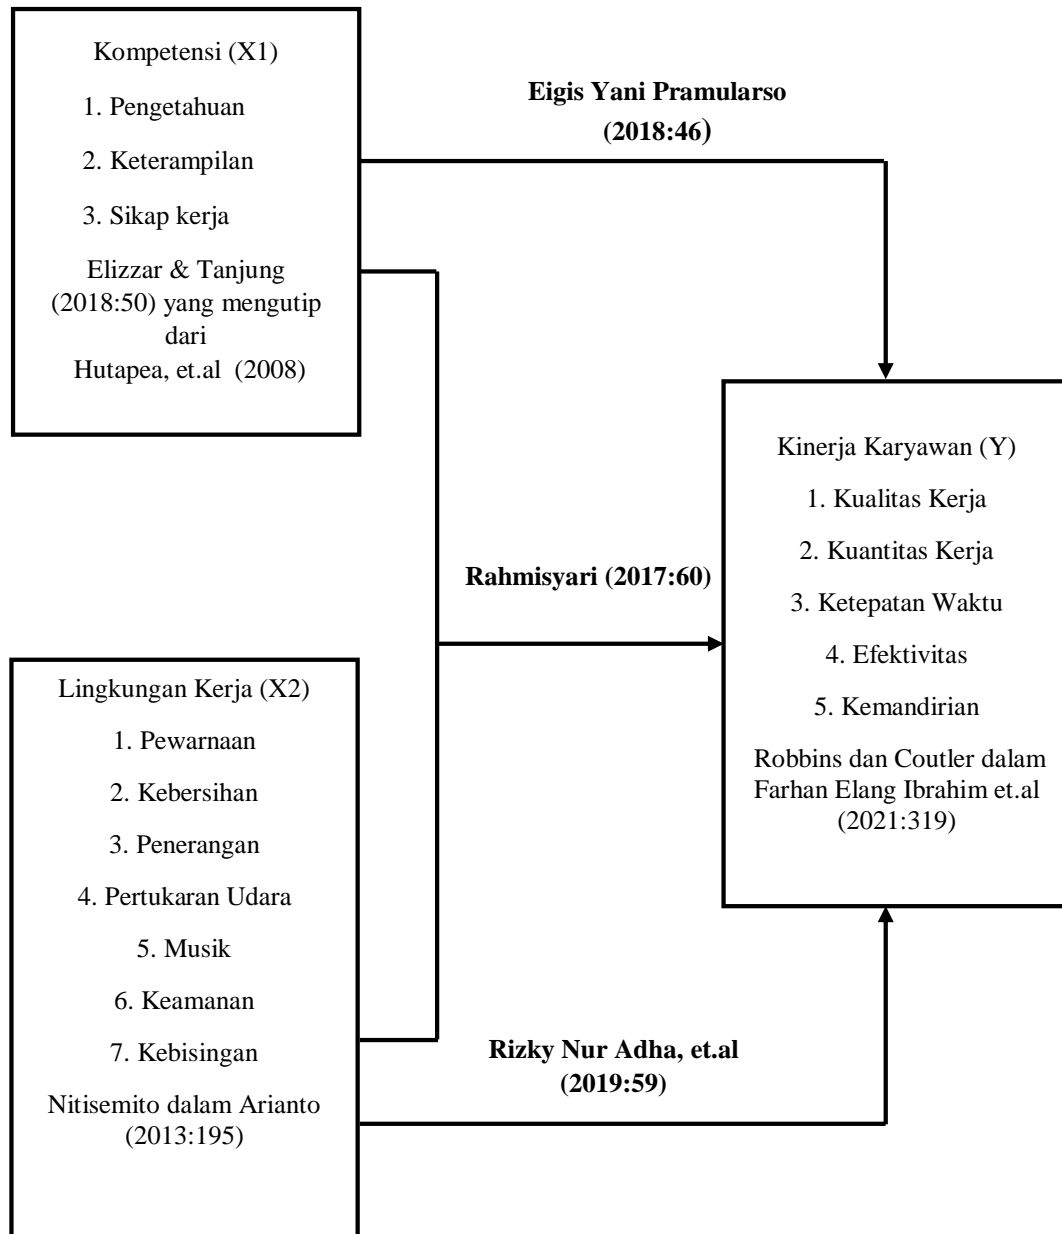 Kompetensi (X1)
1. Pengetahuan
2. Keterampilan
3. Sikap kerja
Elizzar & Tanjung
(2018:50) yang mengutip
dari
Hutapea, et.al (2008)
Eigis Yani Pramularso
(2018:46)
Kinerja Karyawan (Y)
1. Kualitas Kerja
2. Kuantitas Kerja
3. Ketepatan Waktu
4. Efektivitas
5. Kemandirian
Robbins dan Coutler dalam
Farhan Elang Ibrahim et.al
(2021:319)
Rahmisyari (2017:60)
Lingkungan Kerja (X2)
1. Pewarnaan
2. Kebersihan
3. Penerangan
4. Pertukaran Udara
5. Musik
6. Keamanan
7. Kebisingan
Nitisemito dalam Arianto
(2013:195)
Rizky Nur Adha, et.al
(2019:59)